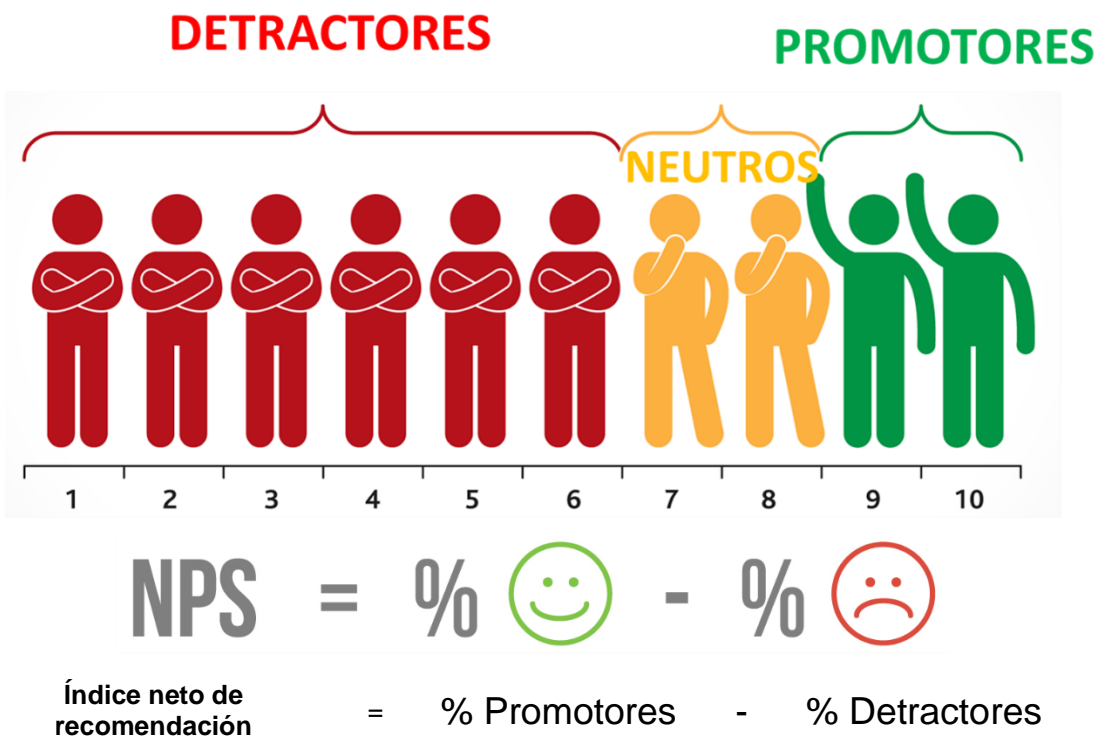 DETRACTORES
PROMOTORES
NEUTROS
1 2 3 4 5 6 7 8 9 10
NPS = % - %
Índice neto de
recomendación
= % Promotores - % Detractores